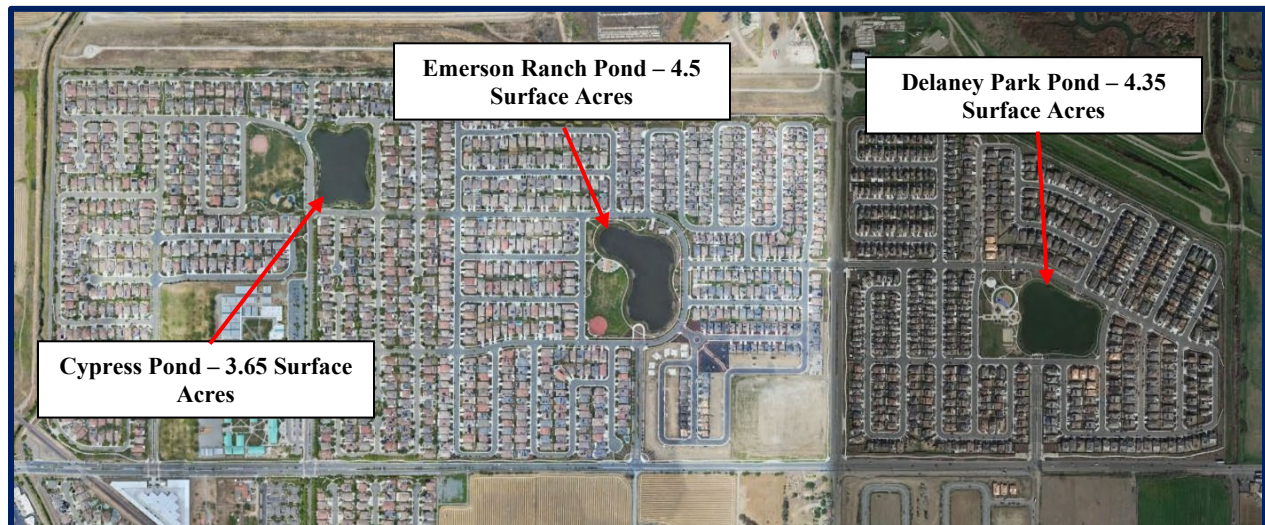 Emerson Ranch Pond – 4.5
Surface Acres
Delaney Park Pond – 4.35
Surface Acres
Cypress Pond – 3.65 Surface
Acres